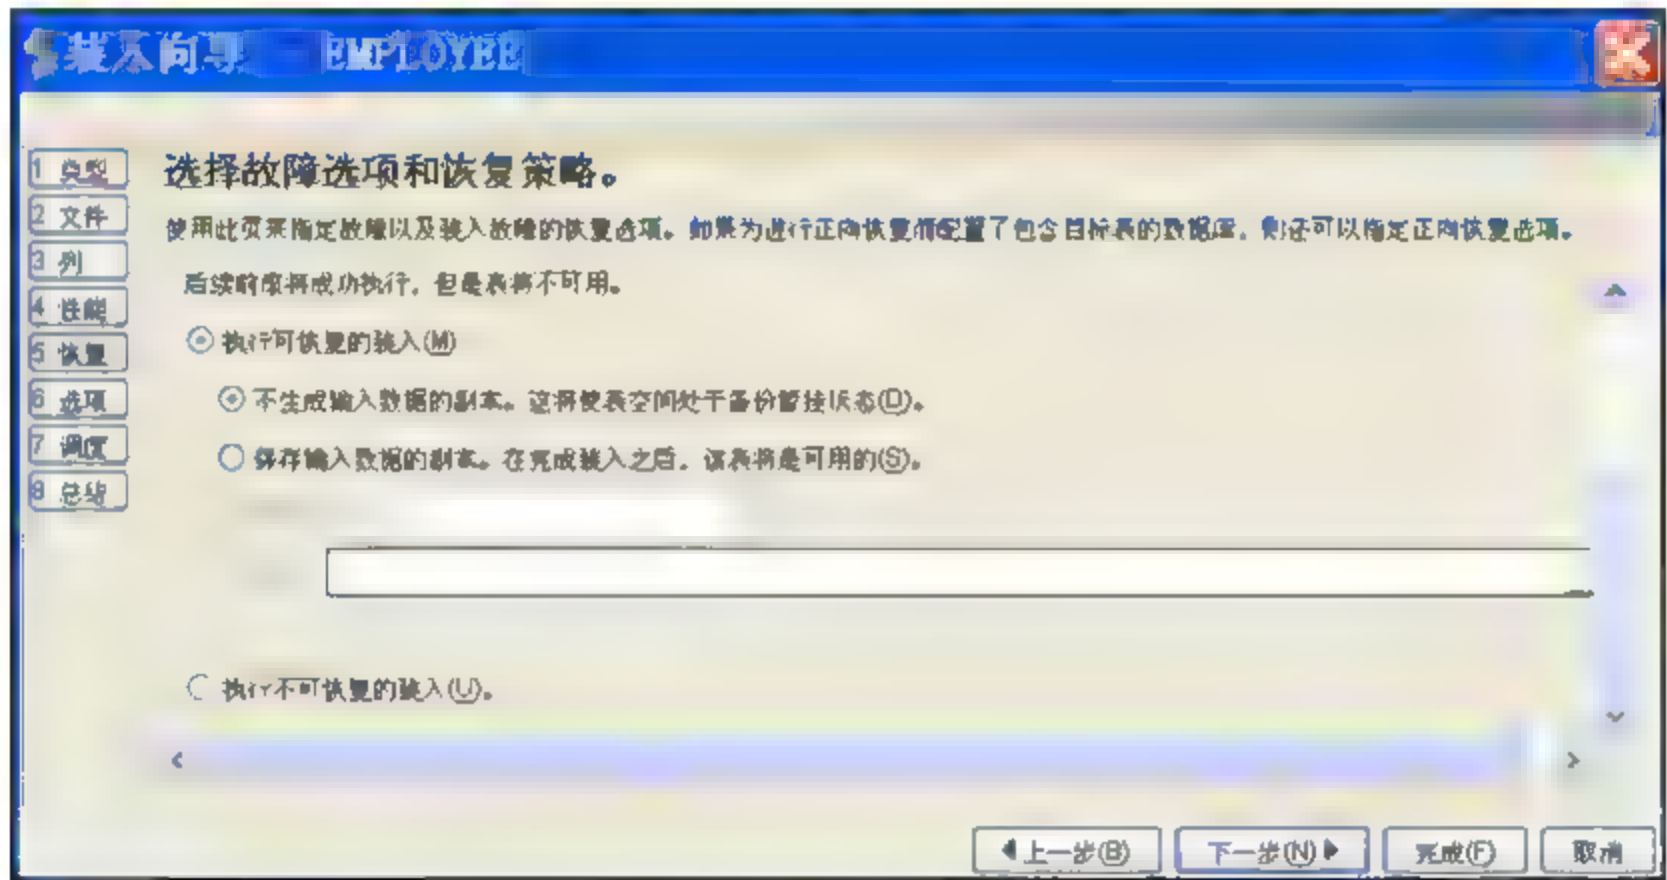 装入向导 - EMPLOYEE
1 类型
2 文件
3 列
4 性能
5 恢复
6 选项
7 调度
8 总结
选择故障选项和恢复策略。
使用此页来指定故障以及装入故障的恢复选项。如果为进行正向恢复而配置了包含目标表的数据库，则还可以指定正向恢复选项。
后续前滚将成功执行，但是表将不可用。
执行可恢复的装入(M)
不生成输入数据的副本。这将使表空间处于备份暂挂状态(D)。
保存输入数据的副本。在完成装入之后，该表将是可用的(S)。
执行不可恢复的装入(U)。
上一步(B)
下一步(N)
完成(F)
取消